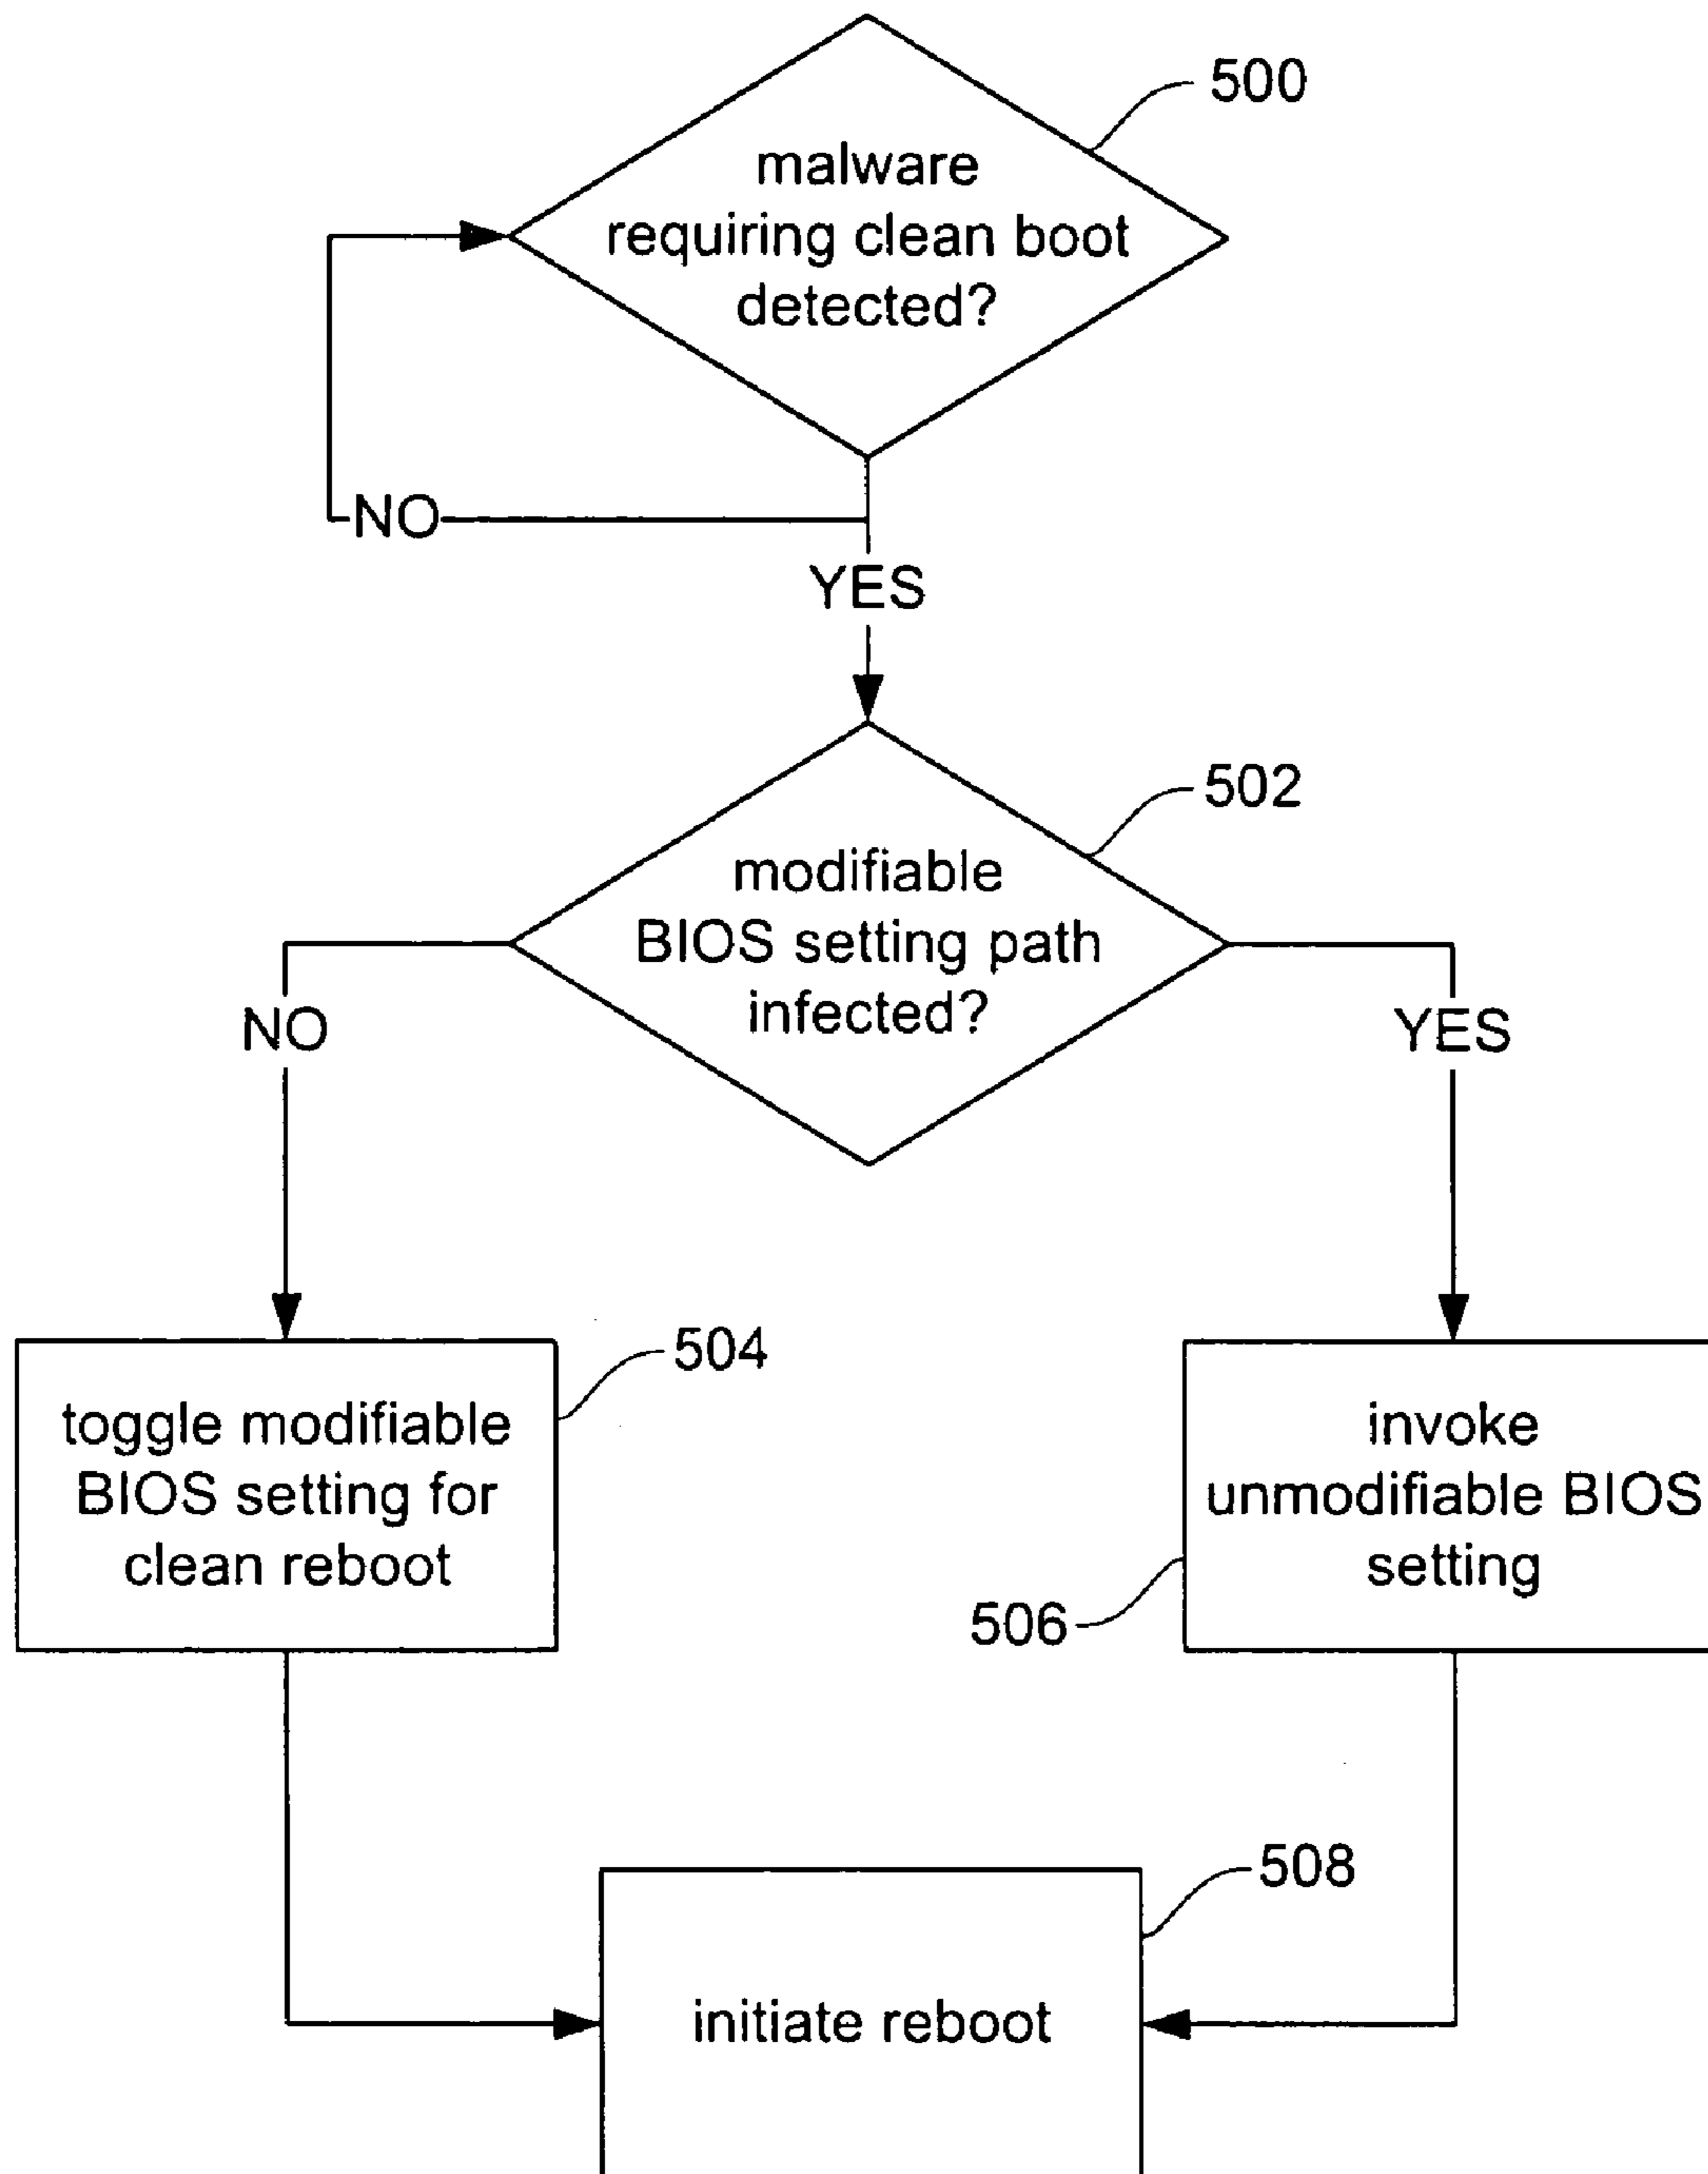 500
malware
requiring clean boot
detected?
NO
YES
502
modifiable
BIOS setting path
infected?
NO
YES
504
toggle modifiable
BIOS setting for
clean reboot
invoke
unmodifiable BIOS
setting
506
508
initiate reboot